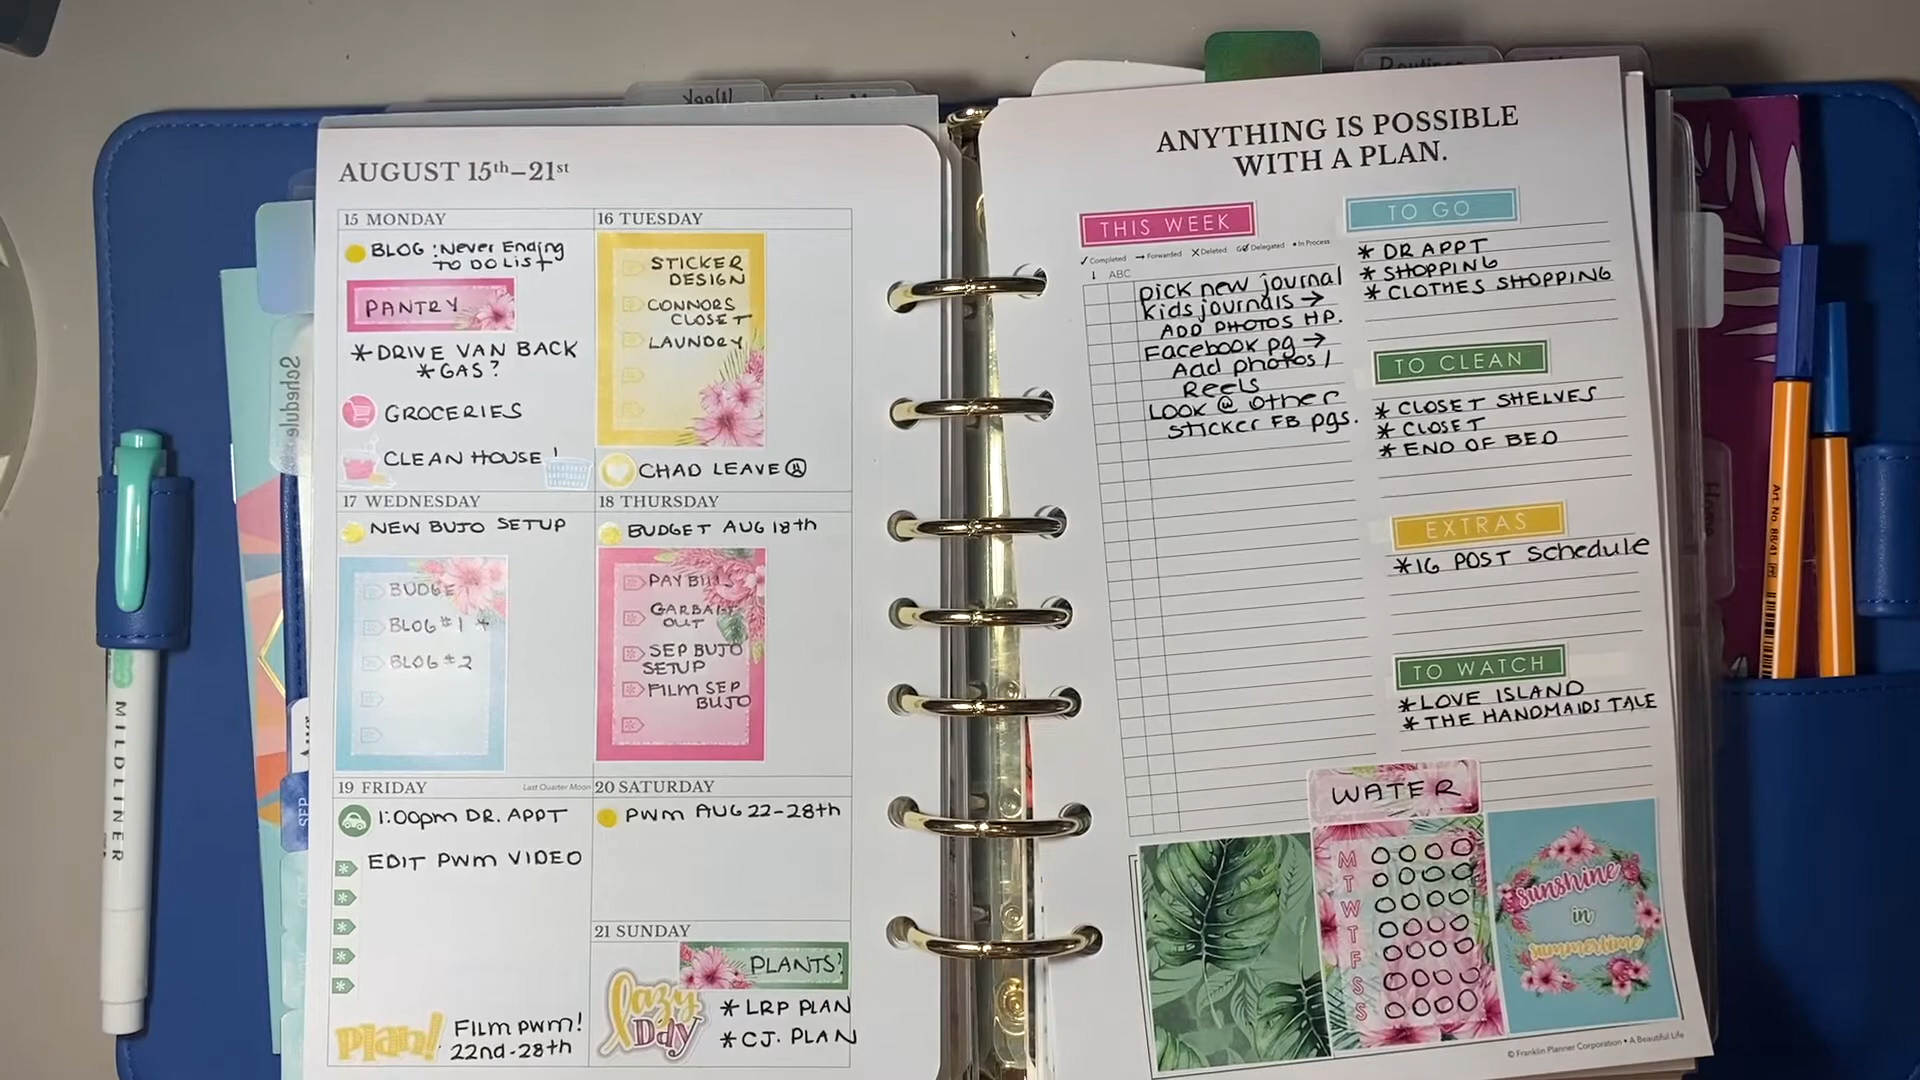 AUGUST 15th–21st
15 MONDAY
BLOG : Never Ending
TO DO LIST
PANTRY
* DRIVE VAN BACK
* GAS?
GROCERIES
CLEAN HOUSE!
16 TUESDAY
STICKER
DESIGN
CONNORS
CLOSET
LAUNDRY
CHAD LEAVE
17 WEDNESDAY
NEW BUJO SETUP
BUDGE
BLOG #1 *
BLOG #2
18 THURSDAY
BUDGET AUG 18th
PAY BILLS
GARBAGE
OUT
SEP BUJO
SETUP
FILM SEP
BUJO
19 FRIDAY
Last Quarter Moon
1:00pm DR. APPT
EDIT PWM VIDEO
Plan!
FILM PWM!
22nd-28th
20 SATURDAY
PWM AUG 22-28th
21 SUNDAY
PLANTS?
lazy
Day
* LRP PLAN
* CJ. PLAN
ANYTHING IS POSSIBLE
WITH A PLAN.
THIS WEEK
✓ Completed → Forwarded X Deleted G Delegated • In Process
↓ ABC
pick new journal
kids journals →
ADD PHOTOS HP.
Facebook pg →
Add photos /
Reels
Look @ other
sticker FB pgs.
TO GO
* DR APPT
* SHOPPING
* CLOTHES SHOPPING
TO CLEAN
* CLOSET SHELVES
* CLOSET
* END OF BED
EXTRAS
* IG POST Schedule
TO WATCH
* LOVE ISLAND
* THE HANDMAIDS TALE
WATER
M
T
W
T
F
S
S
sunshine
in
summertime
© Franklin Planner Corporation • A Beautiful Life
MILDLINER
Schedule
Week
Routines
Home
SEP
Art. No. 88/41